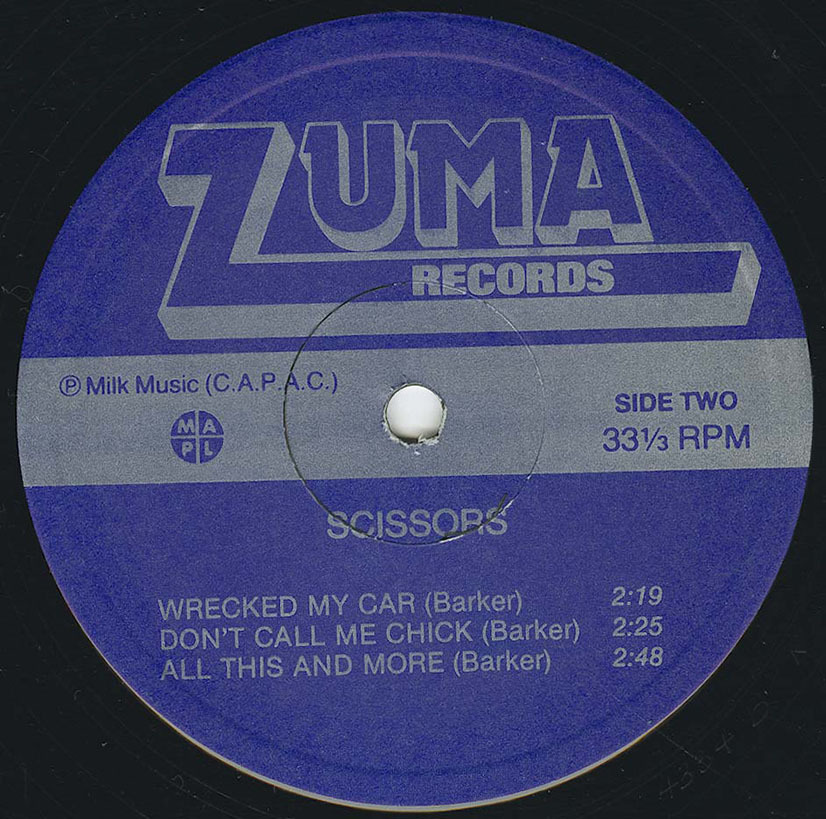 ZUMA
RECORDS
℗ Milk Music (C.A.P.A.C.)
M A
P L
SIDE TWO
33⅓ RPM
SCISSORS
WRECKED MY CAR (Barker) 2:19
DON'T CALL ME CHICK (Barker) 2:25
ALL THIS AND MORE (Barker) 2:48